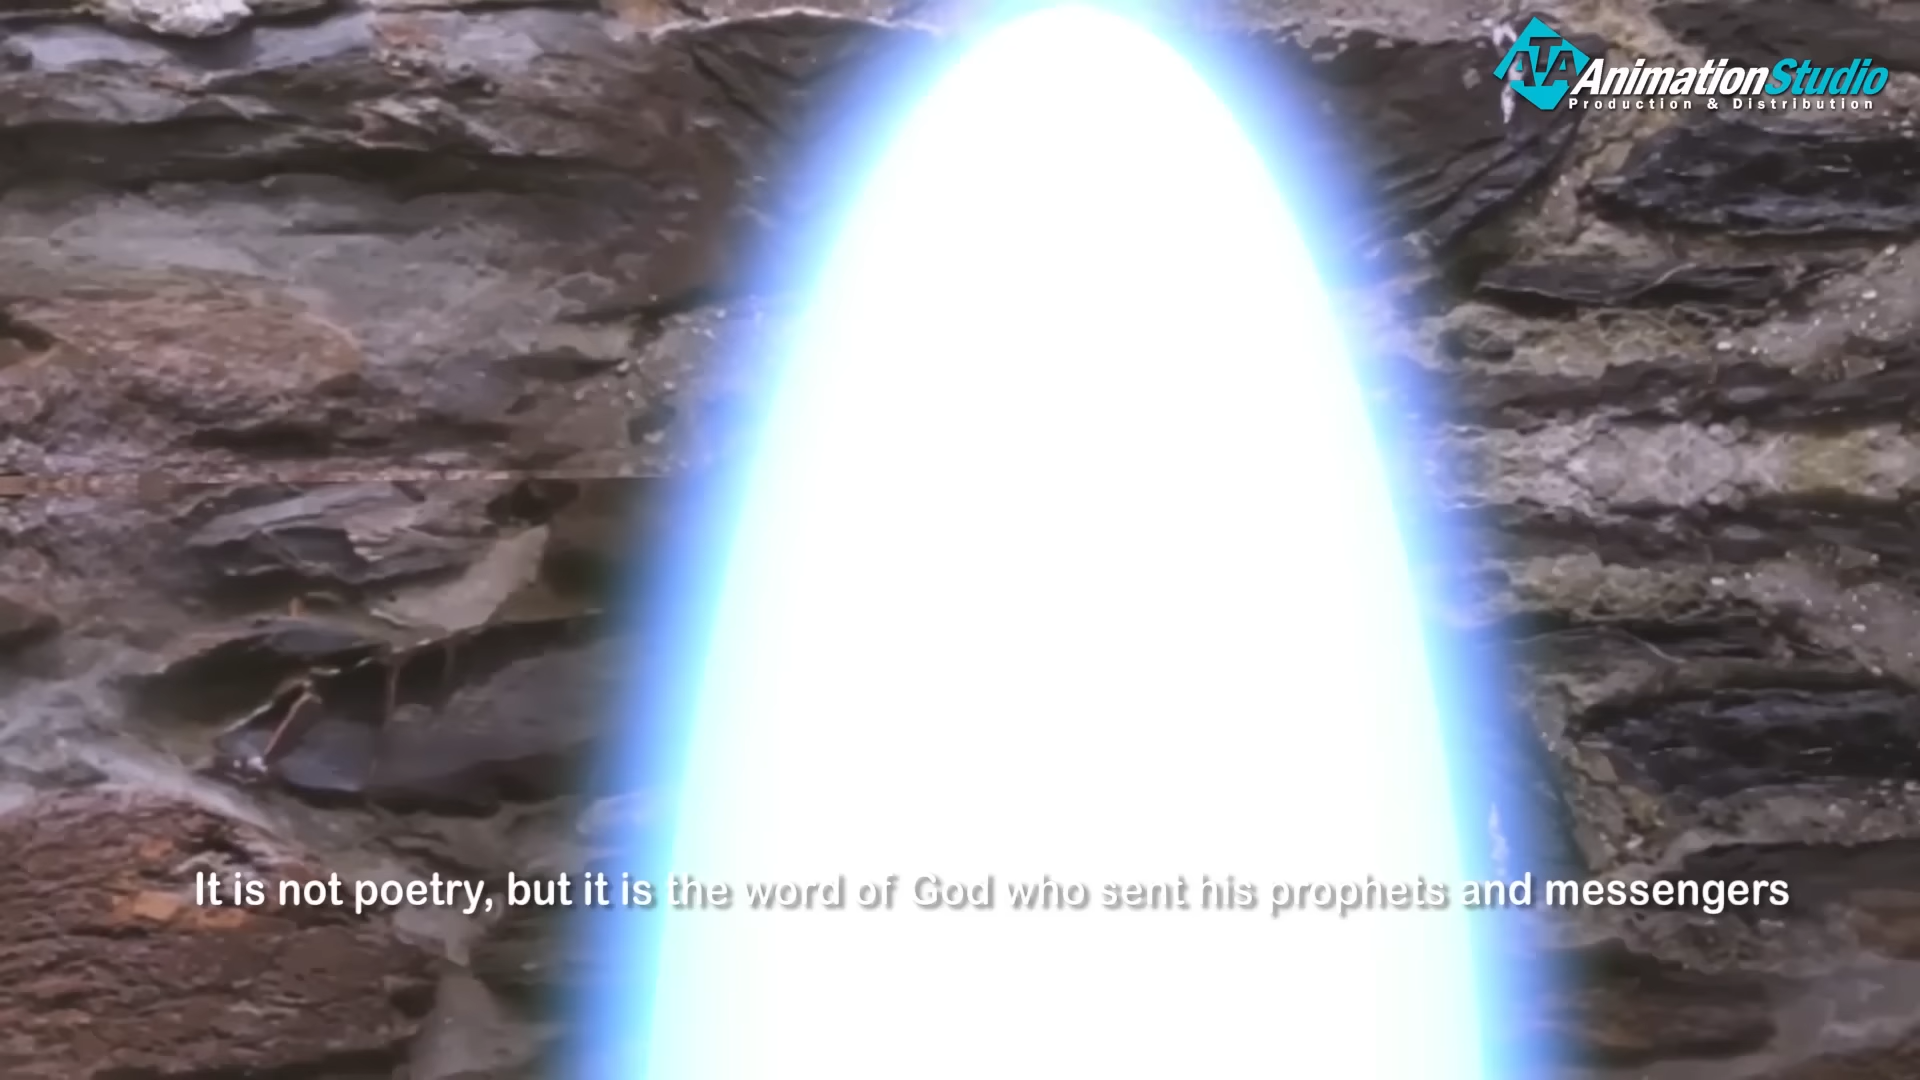 ATA AnimationStudio
Production & Distribution
It is not poetry, but it is the word of God who sent his prophets and messengers